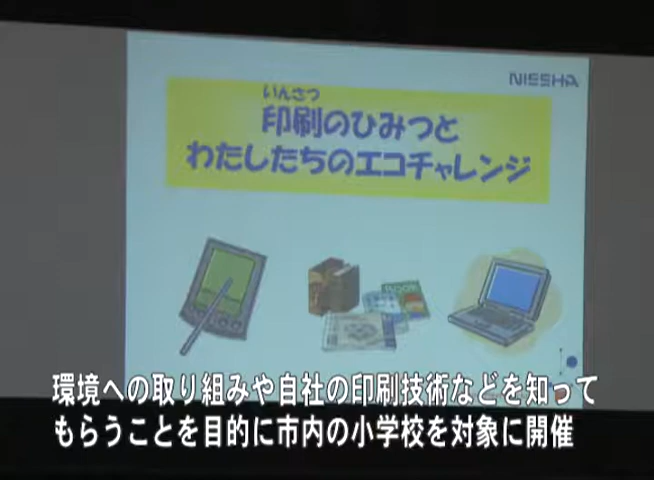 NISSHA
いんさつ
印刷のひみつと
わたしたちのエコチャレンジ
BOOK
環境への取り組みや自社の印刷技術などを知って
もらうことを目的に市内の小学校を対象に開催